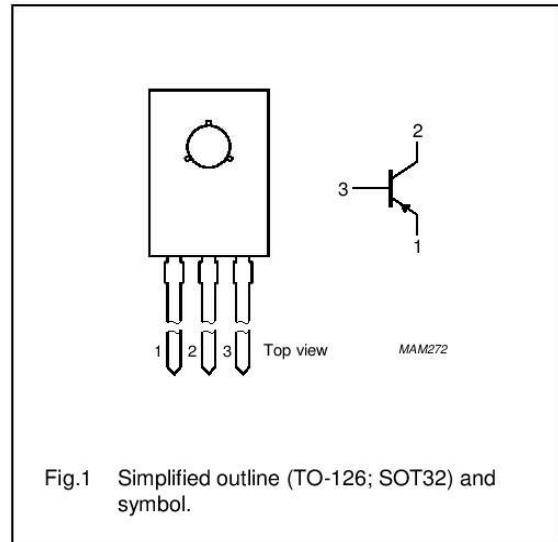 2
3
1
1 2 3 Top view MAM272
Fig.1 Simplified outline (TO-126; SOT32) and
symbol.